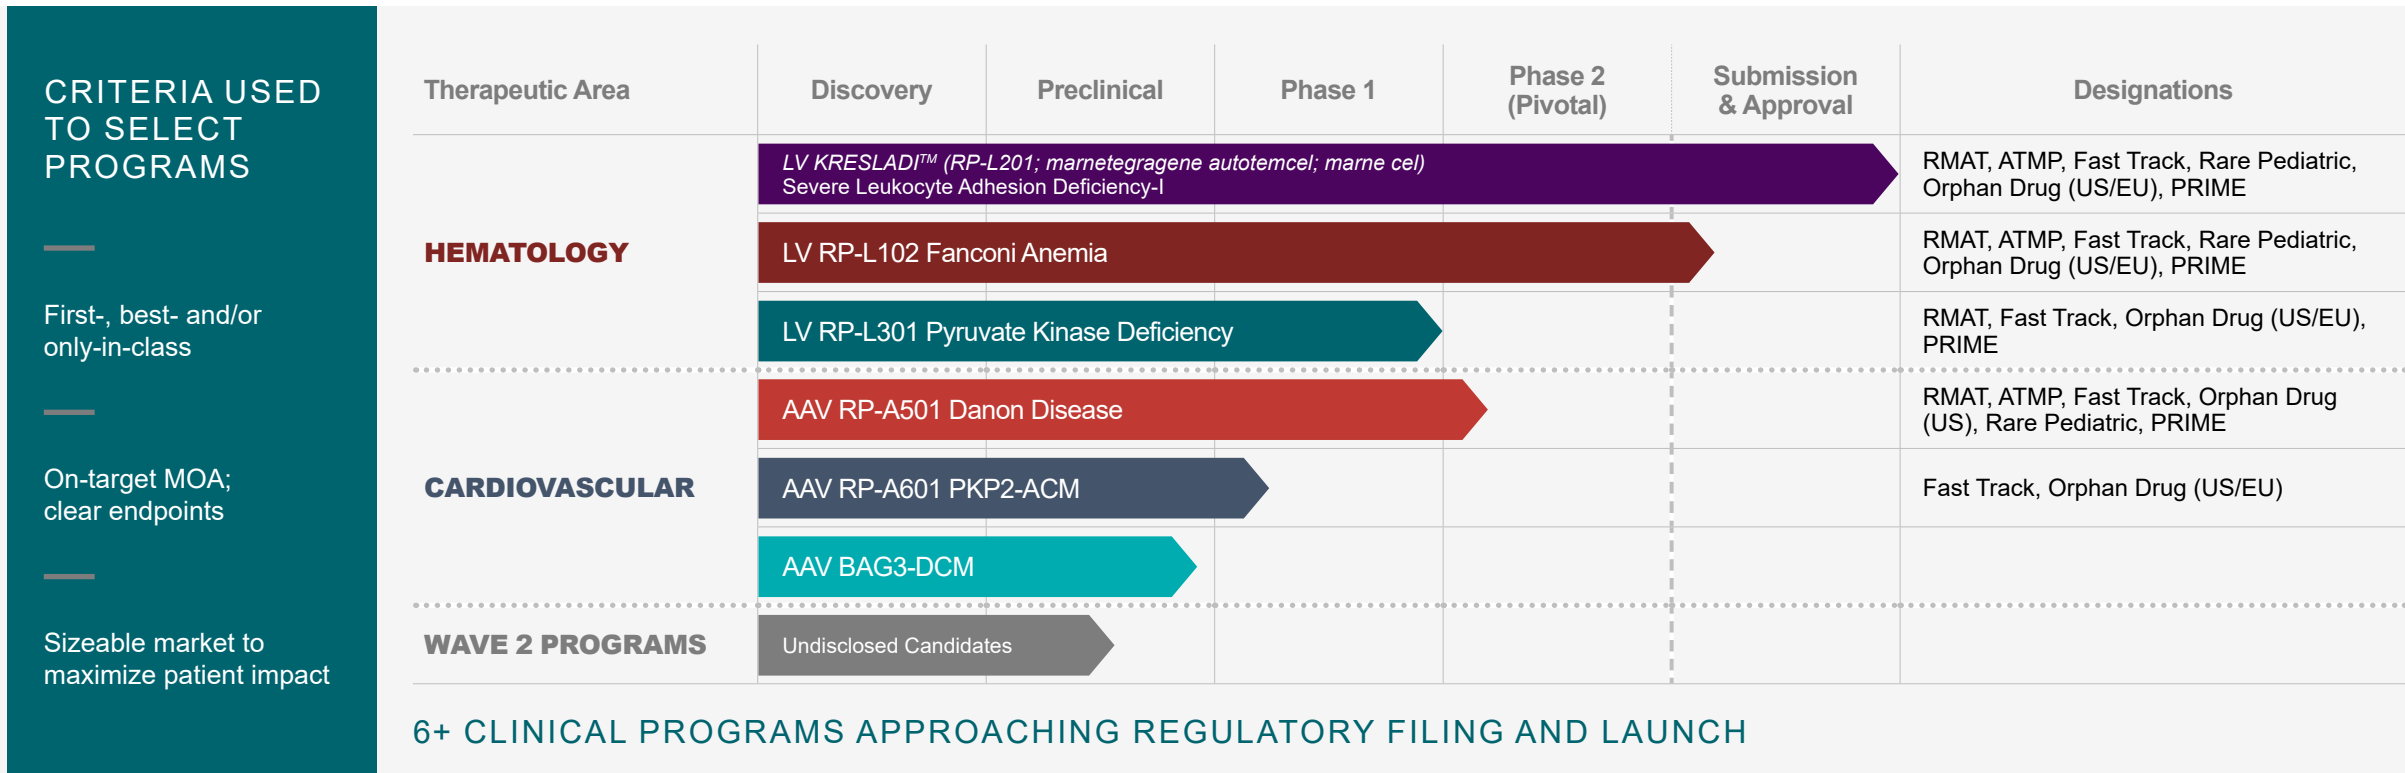 CRITERIA USED
TO SELECT
PROGRAMS
First-, best- and/or
only-in-class
On-target MOA;
clear endpoints
Sizeable market to
maximize patient impact
Therapeutic Area
Discovery
Preclinical
Phase 1
Phase 2
(Pivotal)
Submission
& Approval
Designations
HEMATOLOGY
LV KRESLADI™ (RP-L201; marnetegragene autotemcel; marne cel)
Severe Leukocyte Adhesion Deficiency-I
RMAT, ATMP, Fast Track, Rare Pediatric,
Orphan Drug (US/EU), PRIME
LV RP-L102 Fanconi Anemia
RMAT, ATMP, Fast Track, Rare Pediatric,
Orphan Drug (US/EU), PRIME
LV RP-L301 Pyruvate Kinase Deficiency
RMAT, Fast Track, Orphan Drug (US/EU),
PRIME
CARDIOVASCULAR
AAV RP-A501 Danon Disease
RMAT, ATMP, Fast Track, Orphan Drug
(US), Rare Pediatric, PRIME
AAV RP-A601 PKP2-ACM
Fast Track, Orphan Drug (US/EU)
AAV BAG3-DCM
WAVE 2 PROGRAMS
Undisclosed Candidates
6+ CLINICAL PROGRAMS APPROACHING REGULATORY FILING AND LAUNCH